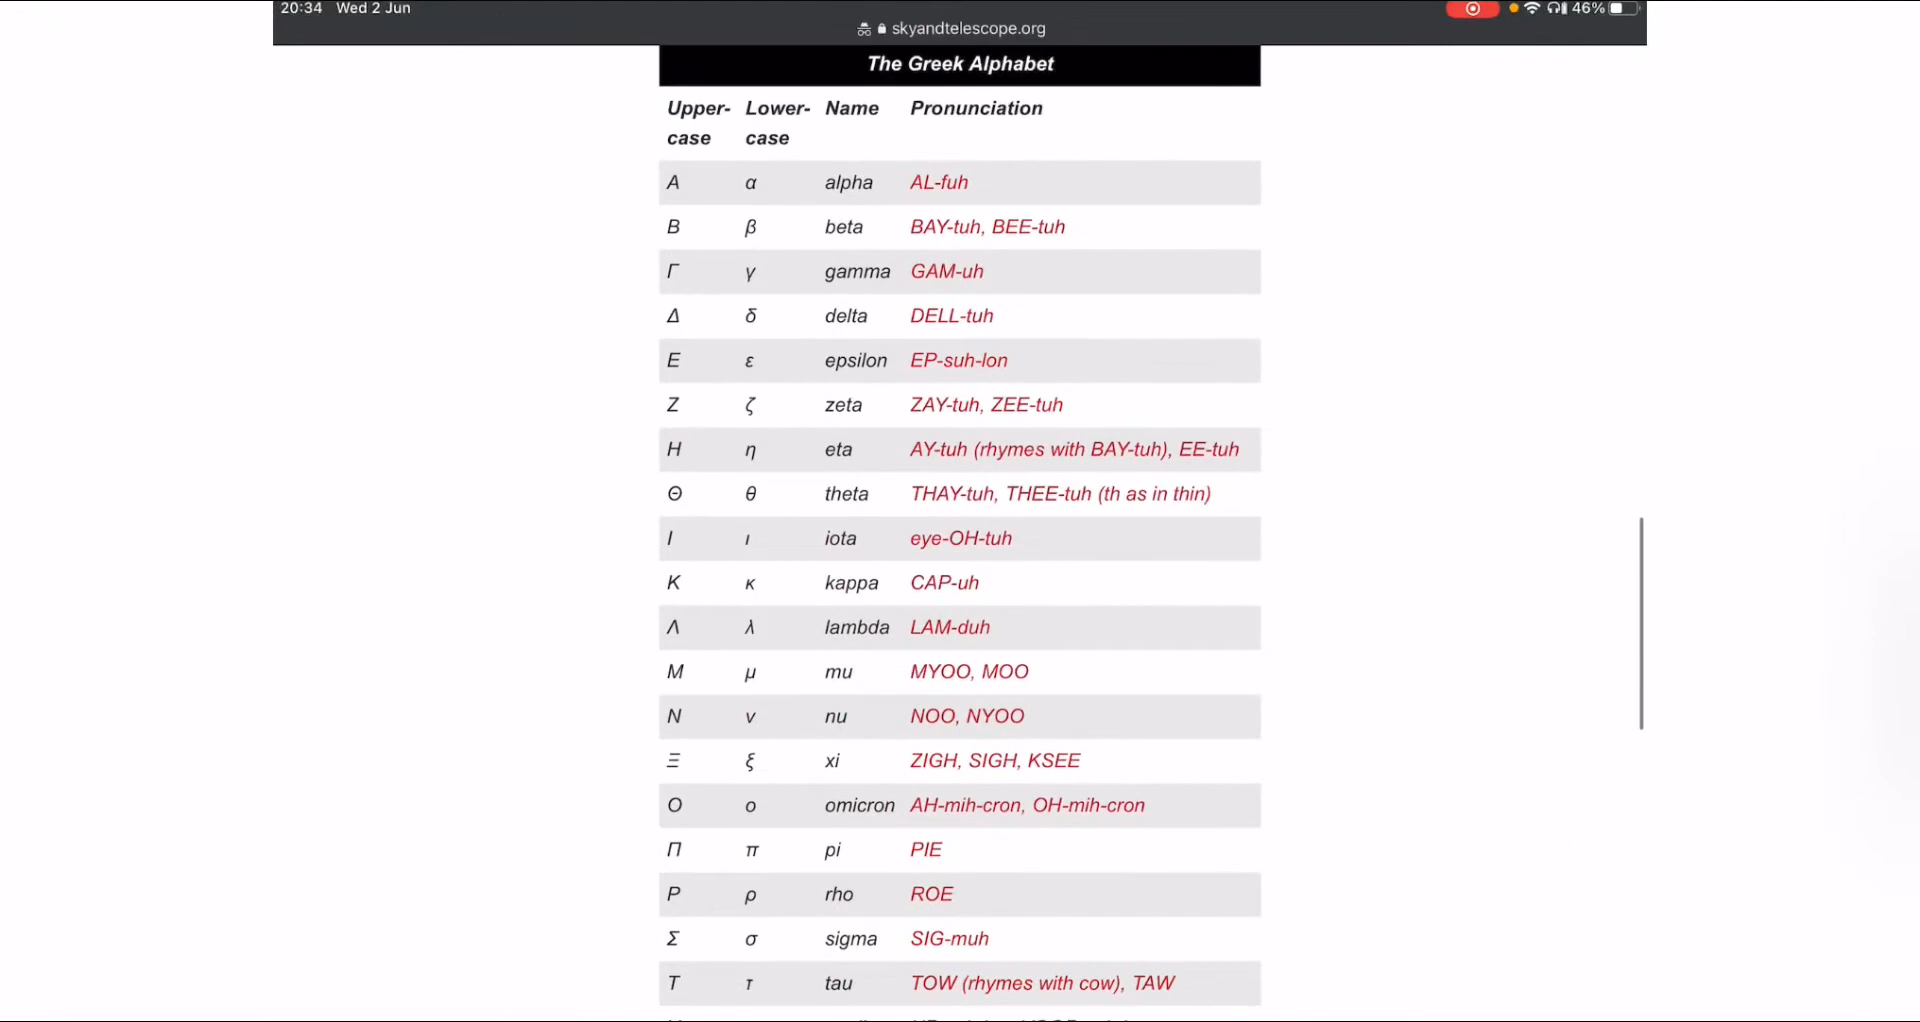 20:34 Wed 2 Jun 46%
skyandtelescope.org
The Greek Alphabet
Upper-case Lower-case Name Pronunciation
Α α alpha AL-fuh
Β β beta BAY-tuh, BEE-tuh
Γ γ gamma GAM-uh
Δ δ delta DELL-tuh
Ε ε epsilon EP-suh-lon
Ζ ζ zeta ZAY-tuh, ZEE-tuh
Η η eta AY-tuh (rhymes with BAY-tuh), EE-tuh
Θ θ theta THAY-tuh, THEE-tuh (th as in thin)
Ι ι iota eye-OH-tuh
Κ κ kappa CAP-uh
Λ λ lambda LAM-duh
Μ μ mu MYOO, MOO
Ν ν nu NOO, NYOO
Ξ ξ xi ZIGH, SIGH, KSEE
Ο ο omicron AH-mih-cron, OH-mih-cron
Π π pi PIE
Ρ ρ rho ROE
Σ σ sigma SIG-muh
Τ τ tau TOW (rhymes with cow), TAW